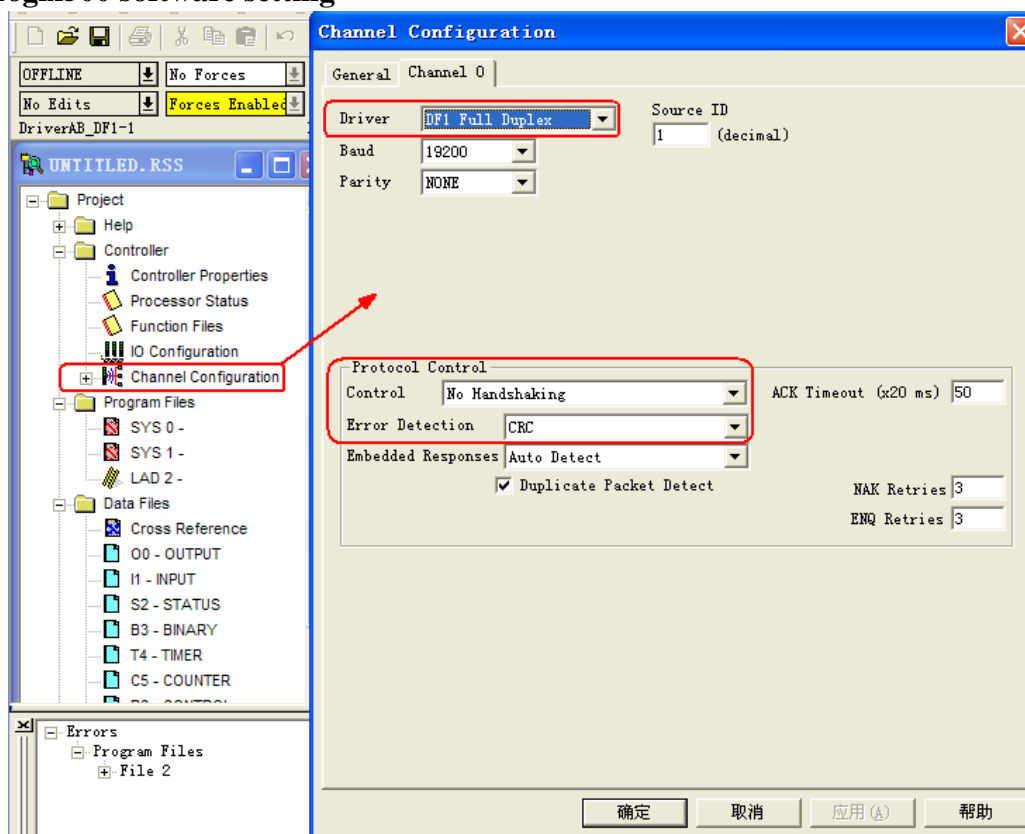 Channel Configuration
OFFLINE
No Forces
No Edits
Forces Enabled
DriverAB_DF1-1
UNTITLED.RSS
Project
Help
Controller
Controller Properties
Processor Status
Function Files
IO Configuration
Channel Configuration
Program Files
SYS 0 -
SYS 1 -
LAD 2 -
Data Files
Cross Reference
O0 - OUTPUT
I1 - INPUT
S2 - STATUS
B3 - BINARY
T4 - TIMER
C5 - COUNTER
Errors
Program Files
File 2
General
Channel 0
Driver
DF1 Full Duplex
Source ID
1 (decimal)
Baud
19200
Parity
NONE
Protocol Control
Control
No Handshaking
ACK Timeout (x20 ms) 50
Error Detection
CRC
Embedded Responses
Auto Detect
Duplicate Packet Detect
NAK Retries 3
ENQ Retries 3
确定
取消
应用(A)
帮助